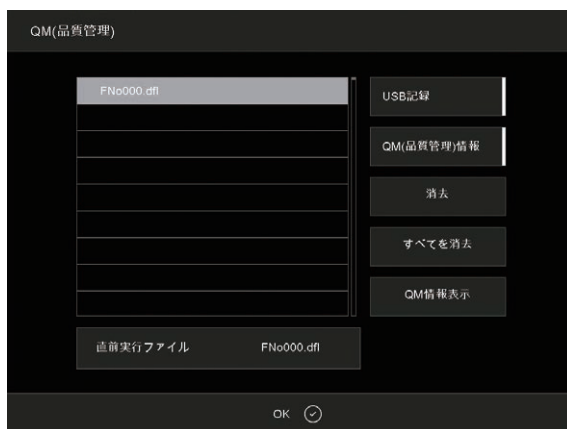 QM(品質管理)
FNo000.dfl
USB記録
QM(品質管理)情報
消去
すべてを消去
QM情報表示
直前実行ファイル FNo000.dfl
OK